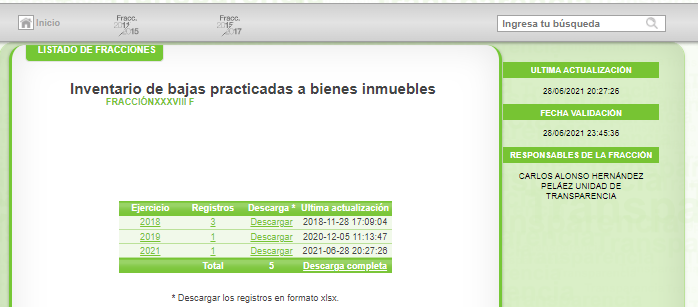 Inicio
Fracc.
2011
2015
Fracc.
2015
2017
Ingresa tu búsqueda
LISTADO DE FRACCIONES
Inventario de bajas practicadas a bienes inmuebles
FRACCIÓNXXXVIII F
Ejercicio Registros Descarga * Ultima actualización
2018 3 Descargar 2018-11-28 17:09:04
2019 1 Descargar 2020-12-05 11:13:47
2021 1 Descargar 2021-06-28 20:27:26
Total 5 Descarga completa
* Descargar los registros en formato xlsx.
ULTIMA ACTUALIZACIÓN
28/06/2021 20:27:26
FECHA VALIDACIÓN
28/06/2021 23:45:36
RESPONSABLES DE LA FRACCIÓN
CARLOS ALONSO HERNÁNDEZ
PELÁEZ UNIDAD DE
TRANSPARENCIA